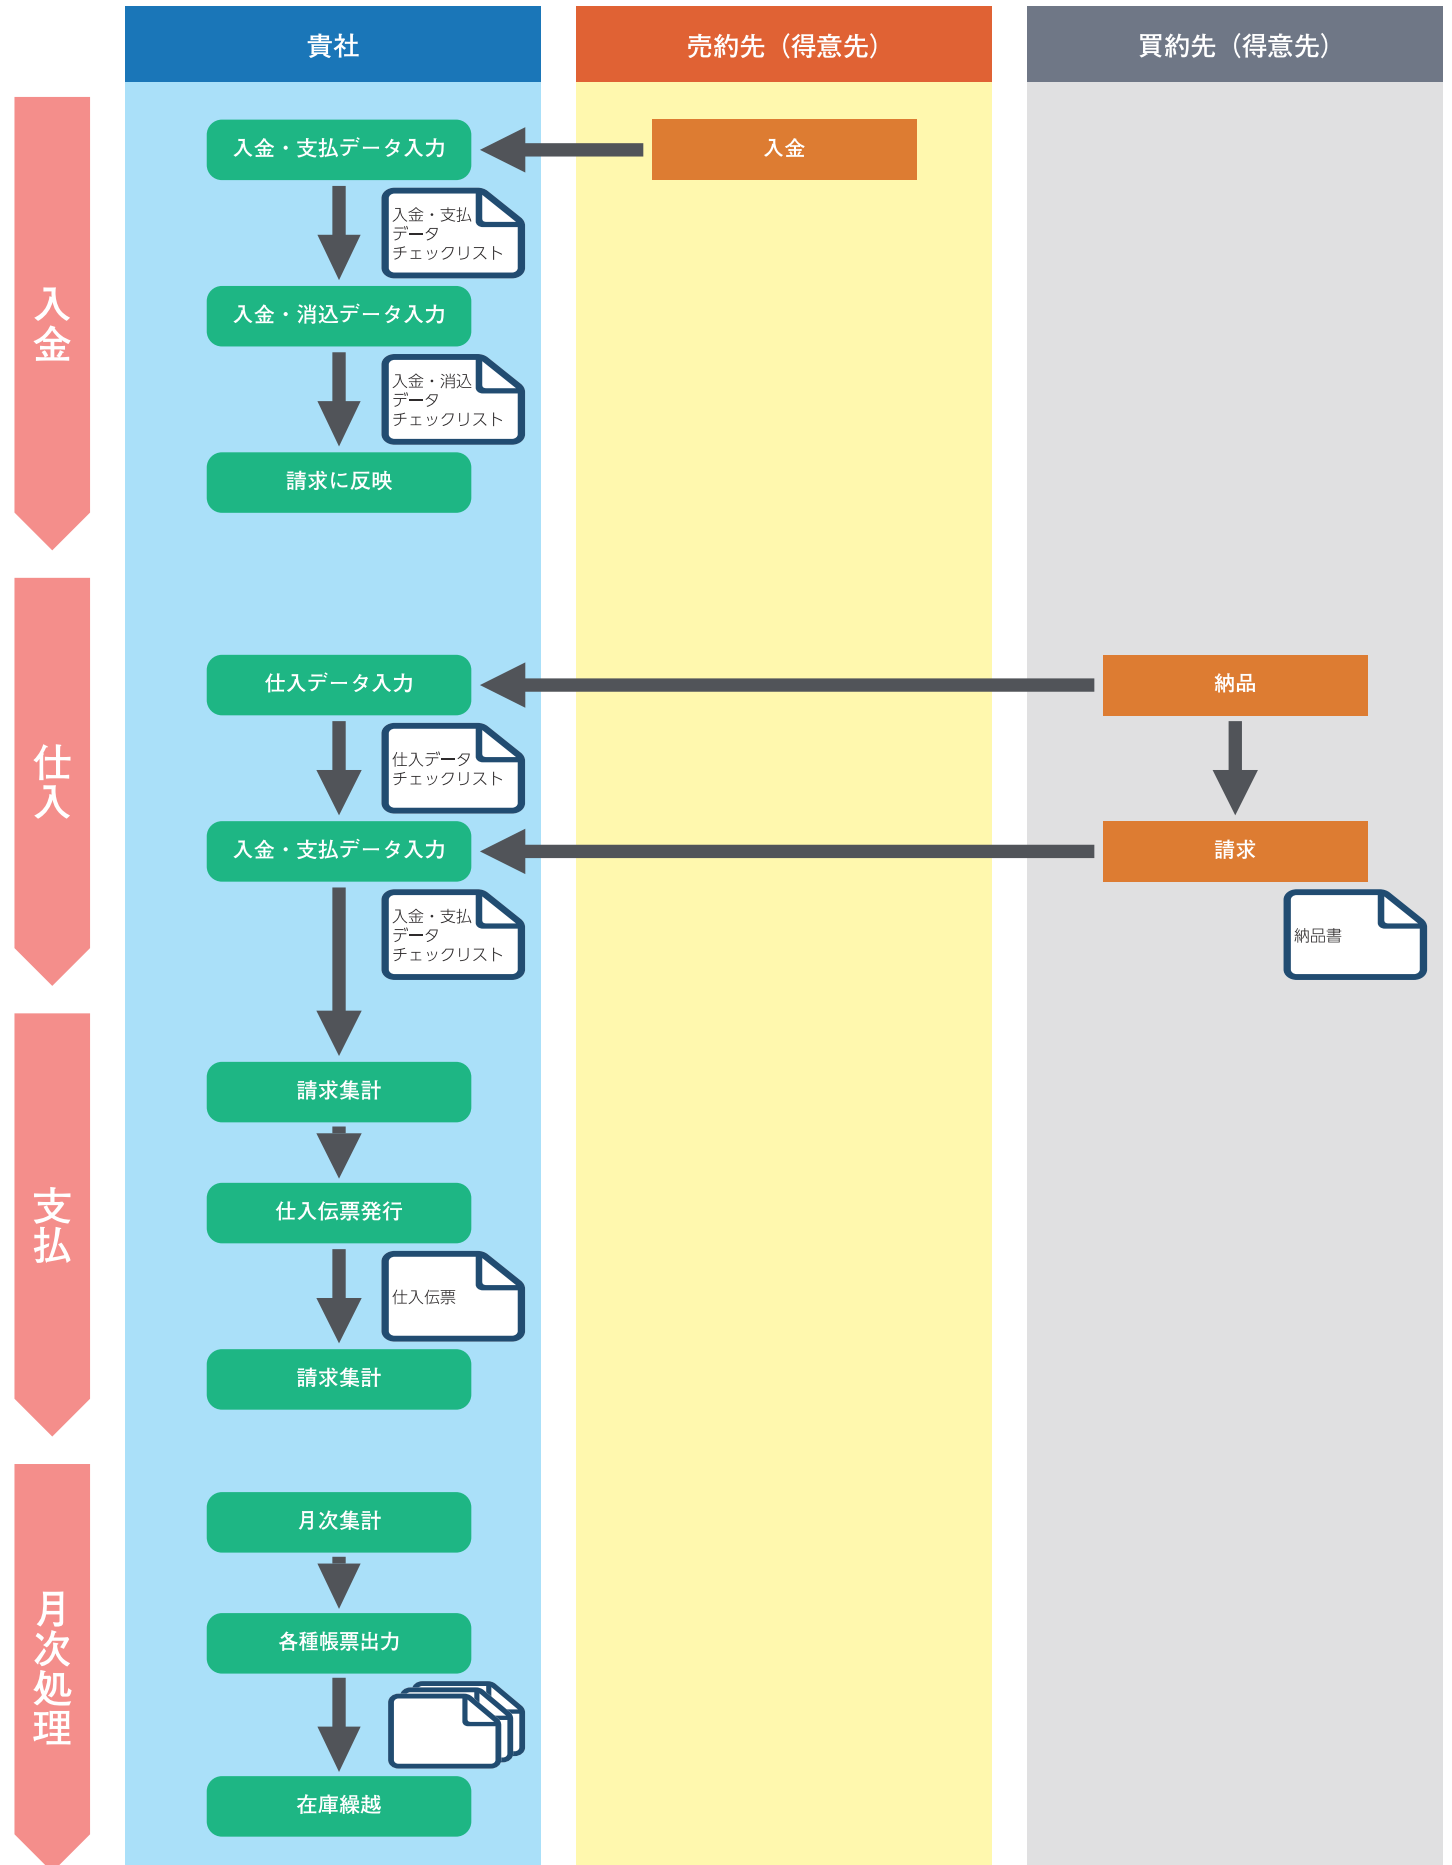 貴社
売約先（得意先）
買約先（得意先）
入金
入金・支払データ入力
入金
入金・支払
データ
チェックリスト
入金・消込データ入力
入金・消込
データ
チェックリスト
請求に反映
仕入
仕入データ入力
納品
仕入データ
チェックリスト
入金・支払データ入力
請求
入金・支払
データ
チェックリスト
納品書
支払
請求集計
仕入伝票発行
仕入伝票
請求集計
月次処理
月次集計
各種帳票出力
在庫繰越